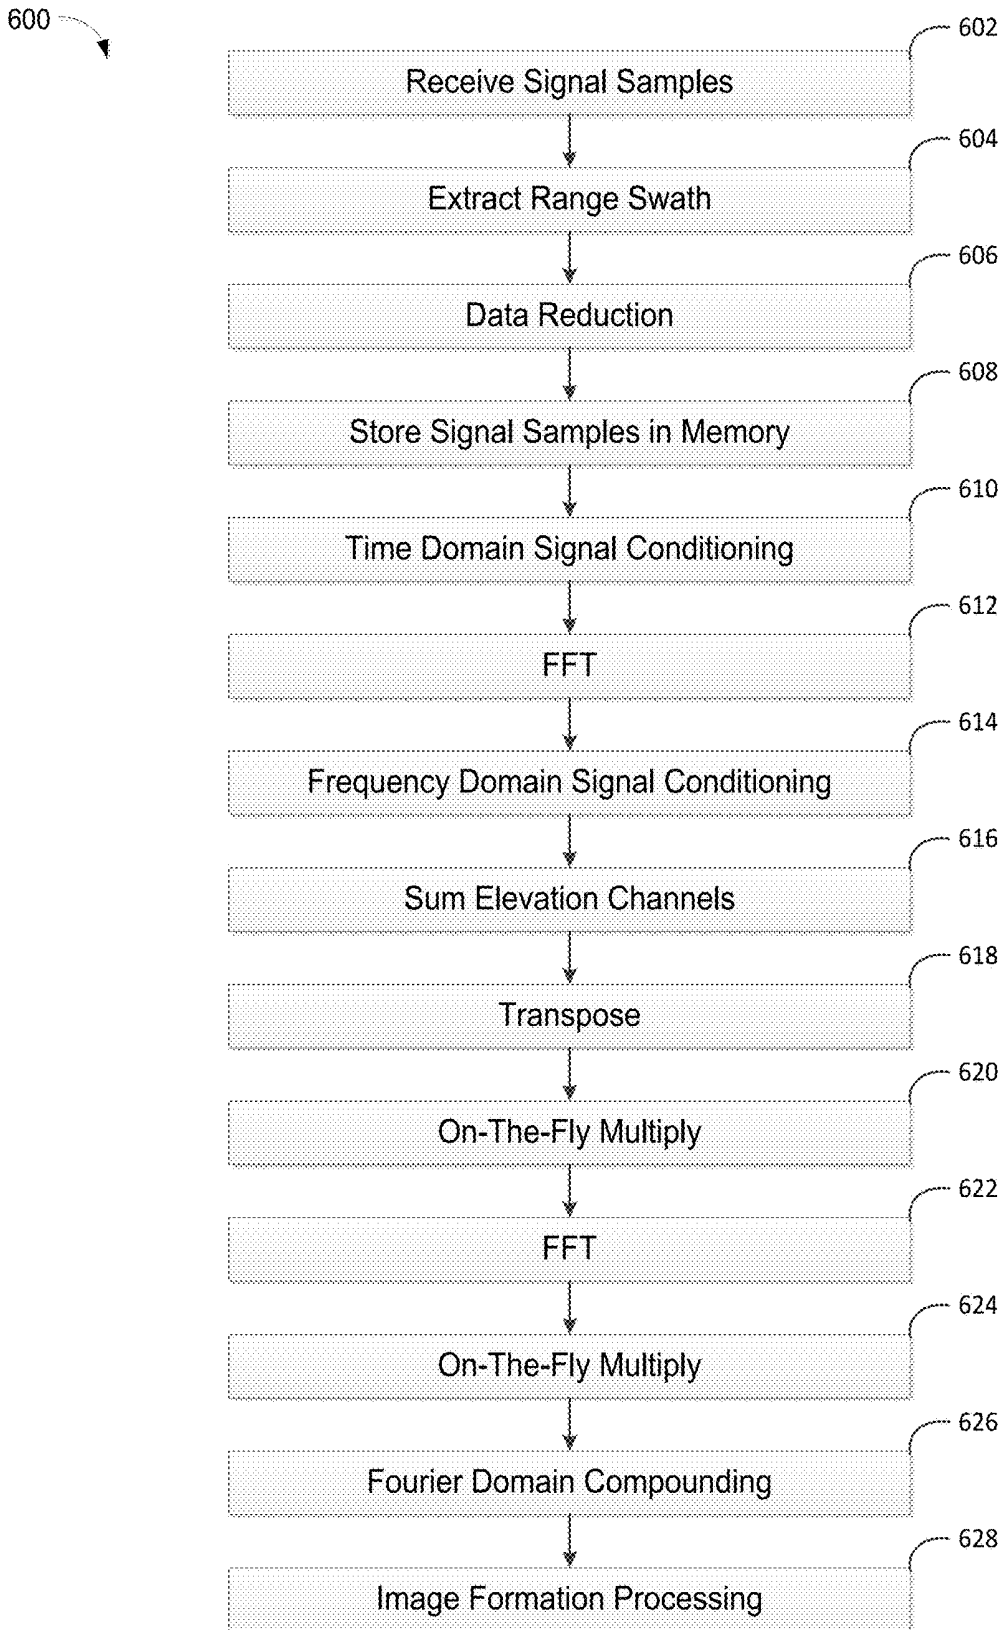 600
602
Receive Signal Samples
604
Extract Range Swath
606
Data Reduction
608
Store Signal Samples in Memory
610
Time Domain Signal Conditioning
612
FFT
614
Frequency Domain Signal Conditioning
616
Sum Elevation Channels
618
Transpose
620
On-The-Fly Multiply
622
FFT
624
On-The-Fly Multiply
626
Fourier Domain Compounding
628
Image Formation Processing